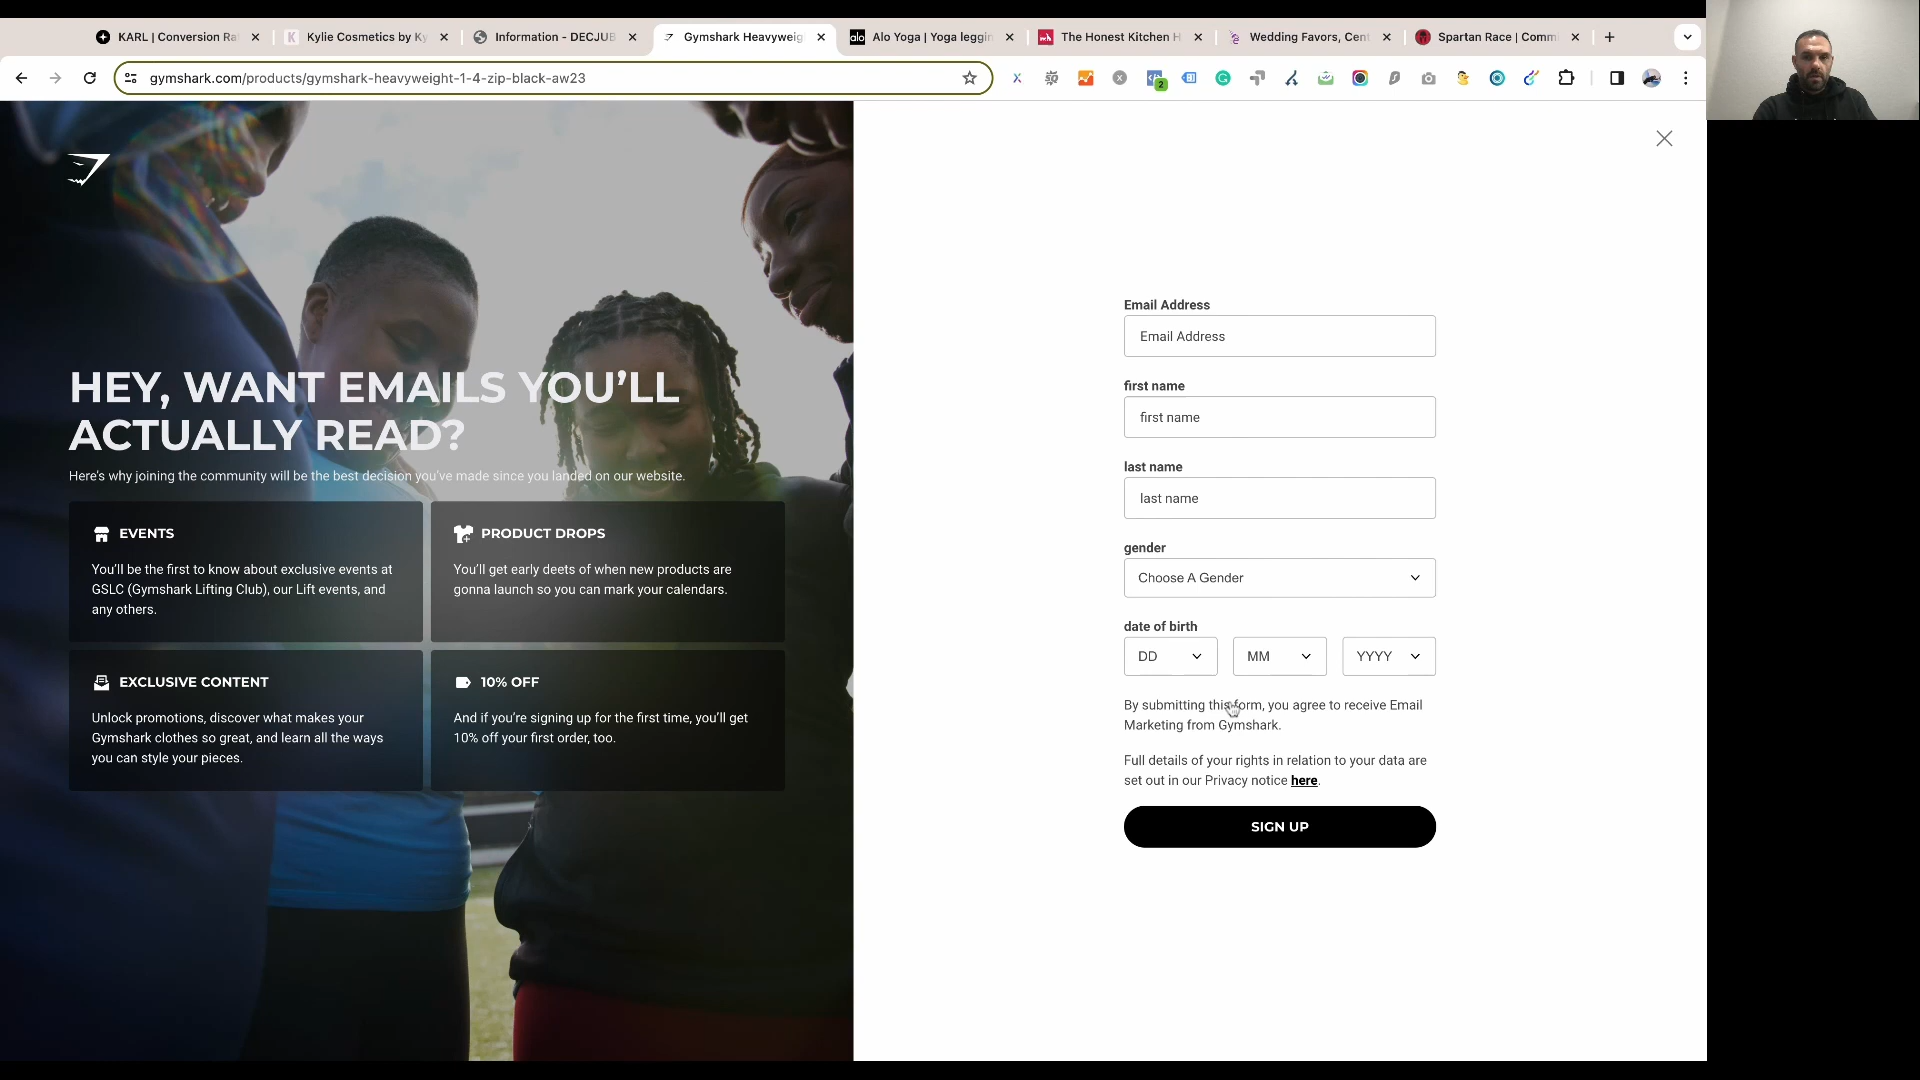 KARL | Conversion Ra
Kylie Cosmetics by Ky
Information - DECJUB
Gymshark Heavyweig
alo
Alo Yoga | Yoga leggin
The Honest Kitchen H
Wedding Favors, Cent
Spartan Race | Comm
gymshark.com/products/gymshark-heavyweight-1-4-zip-black-aw23
2
HEY, WANT EMAILS YOU’LL
ACTUALLY READ?
Here's why joining the community will be the best decision you've made since you landed on our website.
EVENTS
You'll be the first to know about exclusive events at
GSLC (Gymshark Lifting Club), our Lift events, and
any others.
PRODUCT DROPS
You'll get early deets of when new products are
gonna launch so you can mark your calendars.
EXCLUSIVE CONTENT
Unlock promotions, discover what makes your
Gymshark clothes so great, and learn all the ways
you can style your pieces.
10% OFF
And if you're signing up for the first time, you'll get
10% off your first order, too.
Email Address
Email Address
first name
first name
last name
last name
gender
Choose A Gender
date of birth
DD
MM
YYYY
By submitting this form, you agree to receive Email
Marketing from Gymshark.
Full details of your rights in relation to your data are
set out in our Privacy notice here.
SIGN UP